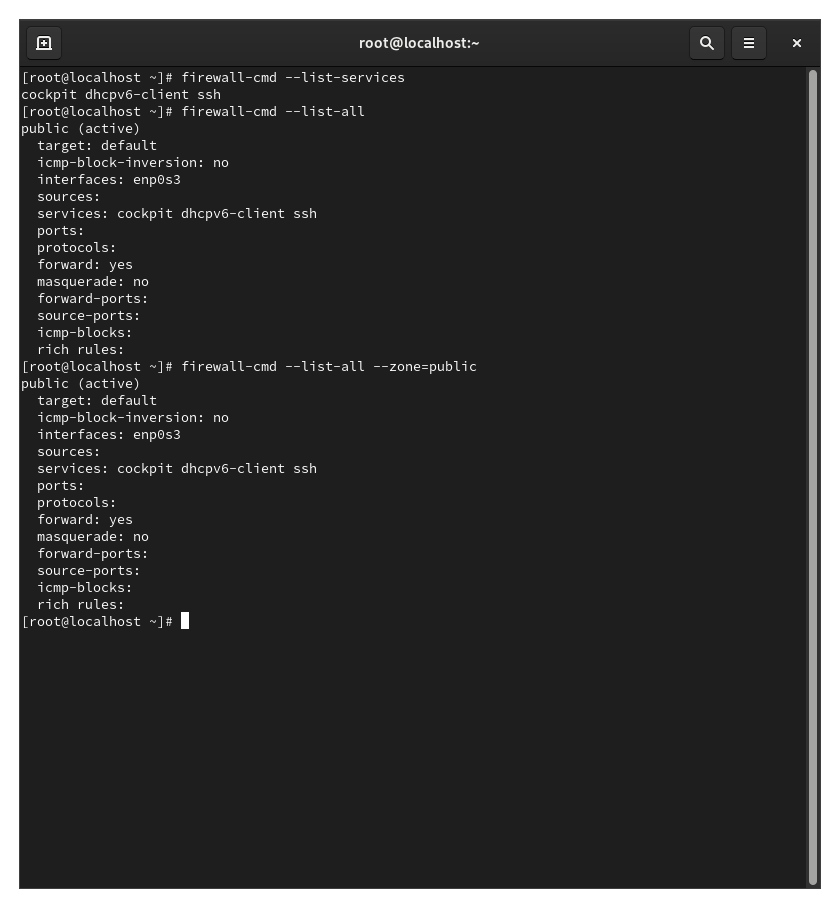 root@localhost:~
[root@localhost ~]# firewall-cmd --list-services
cockpit dhcpv6-client ssh
[root@localhost ~]# firewall-cmd --list-all
public (active)
  target: default
  icmp-block-inversion: no
  interfaces: enp0s3
  sources:
  services: cockpit dhcpv6-client ssh
  ports:
  protocols:
  forward: yes
  masquerade: no
  forward-ports:
  source-ports:
  icmp-blocks:
  rich rules:
[root@localhost ~]# firewall-cmd --list-all --zone=public
public (active)
  target: default
  icmp-block-inversion: no
  interfaces: enp0s3
  sources:
  services: cockpit dhcpv6-client ssh
  ports:
  protocols:
  forward: yes
  masquerade: no
  forward-ports:
  source-ports:
  icmp-blocks:
  rich rules:
[root@localhost ~]#